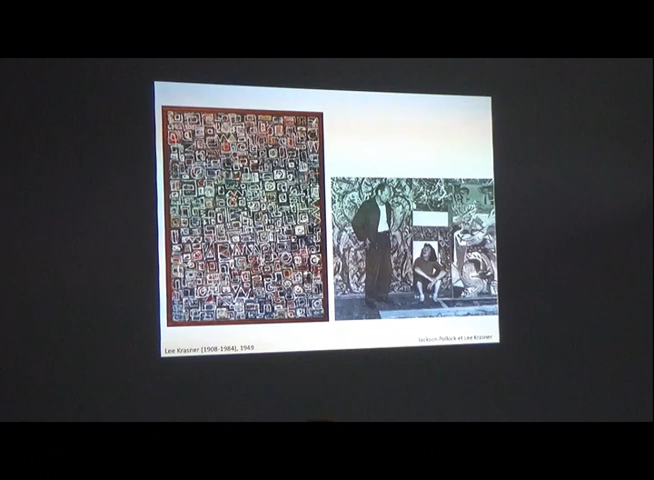 Lee Krasner (1908-1984), 1949
Jackson Pollock et Lee Krasner